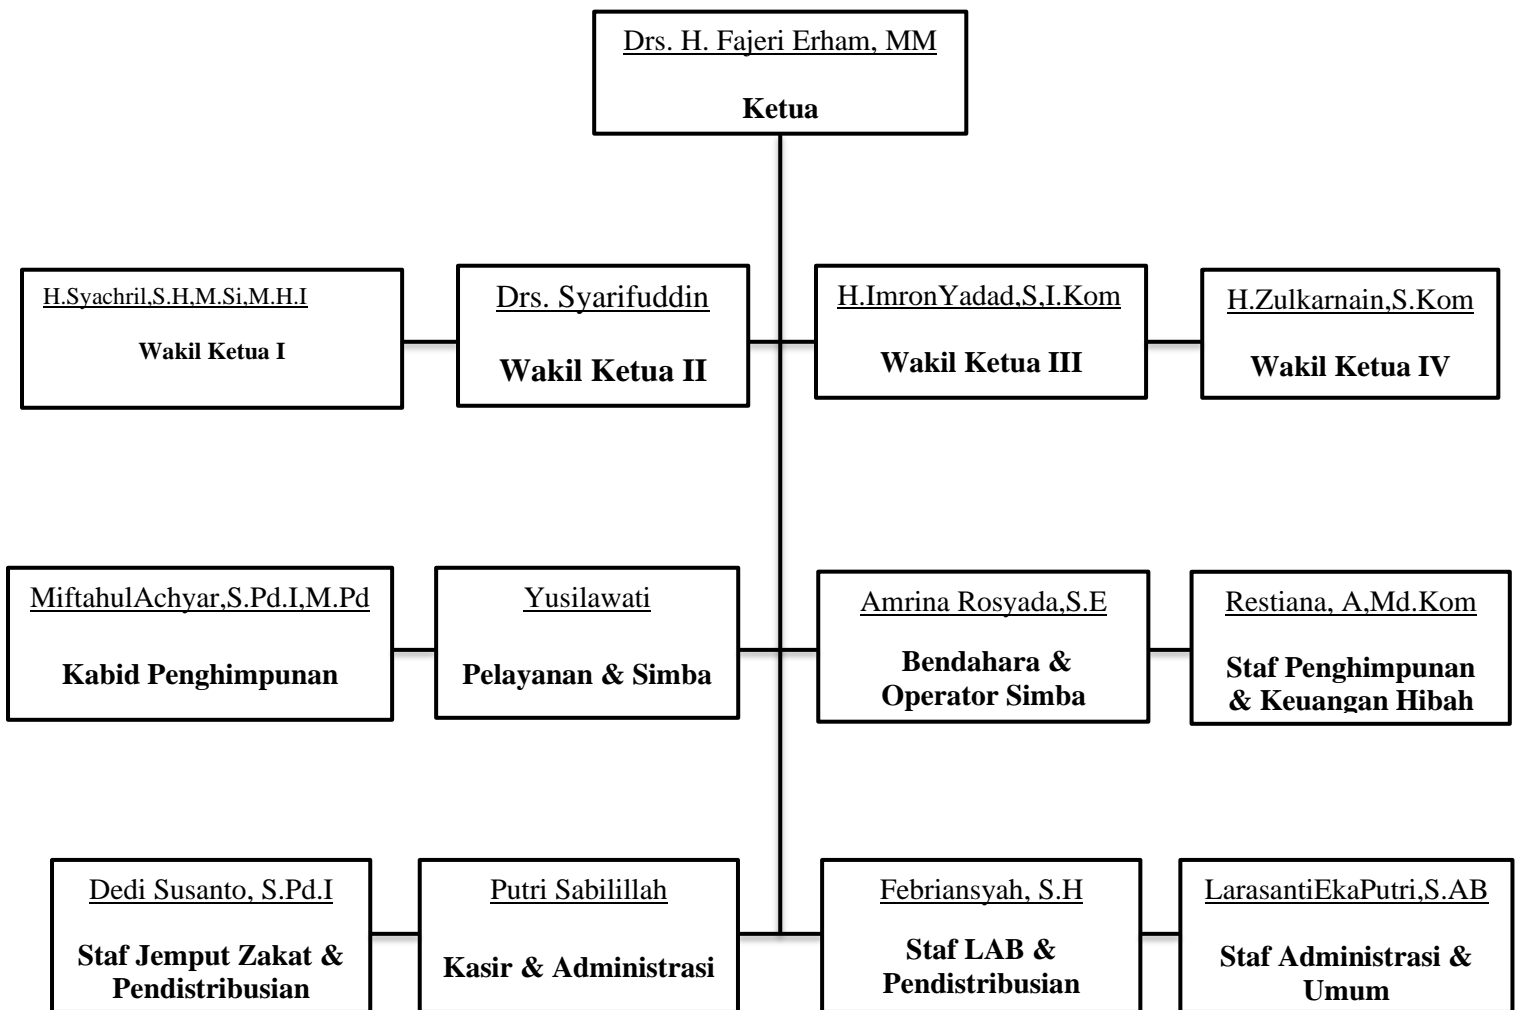 Drs. H. Fajeri Erham, MM
Ketua
H.Syachril,S.H,M.Si,M.H.I
Wakil Ketua I
Drs. Syarifuddin
Wakil Ketua II
H.ImronYadad,S,I.Kom
Wakil Ketua III
H.Zulkarnain,S.Kom
Wakil Ketua IV
MiftahulAchyar,S.Pd.I,M.Pd
Kabid Penghimpunan
Yusilawati
Pelayanan & Simba
Amrina Rosyada,S.E
Bendahara &
Operator Simba
Restiana, A,Md.Kom
Staf Penghimpunan
& Keuangan Hibah
Dedi Susanto, S.Pd.I
Staf Jemput Zakat &
Pendistribusian
Putri Sabilillah
Kasir & Administrasi
Febriansyah, S.H
Staf LAB &
Pendistribusian
LarasantiEkaPutri,S.AB
Staf Administrasi &
Umum